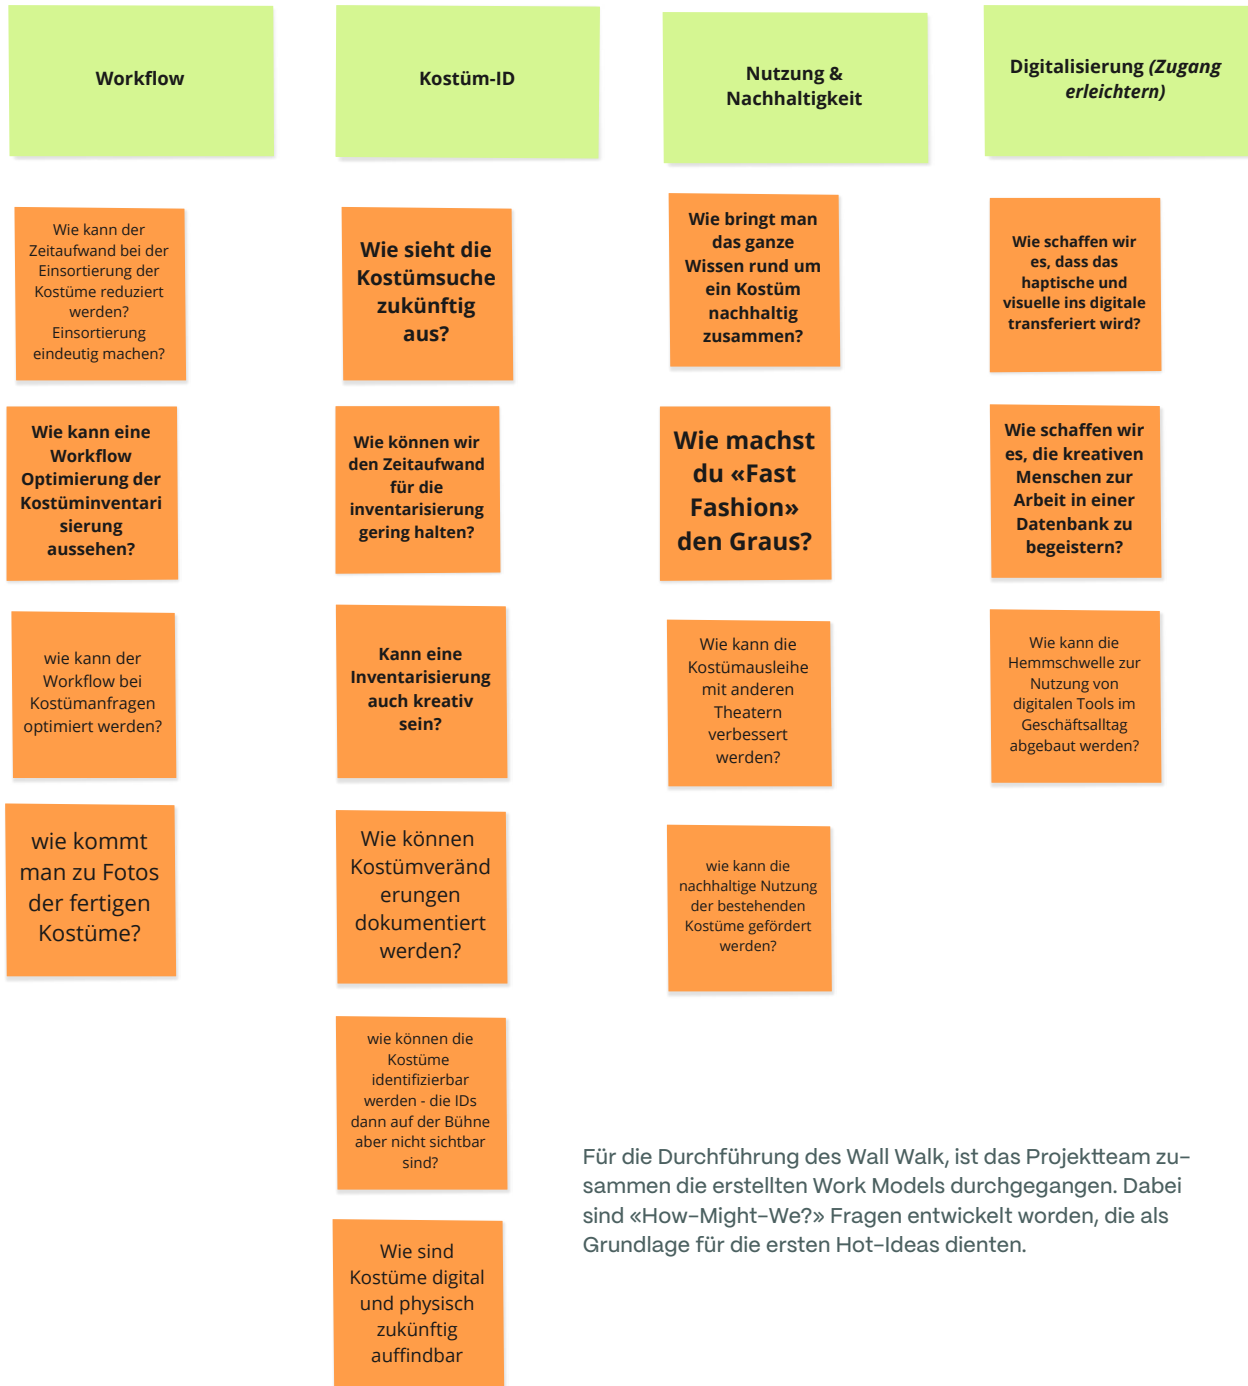 Workflow
Kostüm-ID
Nutzung &
Nachhaltigkeit
Digitalisierung (Zugang
erleichtern)
Wie kann der
Zeitaufwand bei der
Einsortierung der
Kostüme reduziert
werden?
Einsortierung
eindeutig machen?
Wie kann eine
Workflow
Optimierung der
Kostüminventari
sierung
aussehen?
wie kann der
Workflow bei
Kostümanfragen
optimiert werden?
wie kommt
man zu Fotos
der fertigen
Kostüme?
Wie sieht die
Kostümsuche
zukünftig
aus?
Wie können wir
den Zeitaufwand
für die
inventarisierung
gering halten?
Kann eine
Inventarisierung
auch kreativ
sein?
Wie können
Kostümveränd
erungen
dokumentiert
werden?
wie können die
Kostüme
identifizierbar
werden - die IDs
dann auf der Bühne
aber nicht sichtbar
sind?
Wie sind
Kostüme digital
und physisch
zukünftig
auffindbar
Wie bringt man
das ganze
Wissen rund um
ein Kostüm
nachhaltig
zusammen?
Wie machst
du «Fast
Fashion»
den Graus?
Wie kann die
Kostümausleihe
mit anderen
Theatern
verbessert
werden?
wie kann die
nachhaltige Nutzung
der bestehenden
Kostüme gefördert
werden?
Wie schaffen wir
es, dass das
haptische und
visuelle ins digitale
transferiert wird?
Wie schaffen wir
es, die kreativen
Menschen zur
Arbeit in einer
Datenbank zu
begeistern?
Wie kann die
Hemmschwelle zur
Nutzung von
digitalen Tools im
Geschäftsalltag
abgebaut werden?
Für die Durchführung des Wall Walk, ist das Projektteam zu-
sammen die erstellten Work Models durchgegangen. Dabei
sind «How-Might-We?» Fragen entwickelt worden, die als
Grundlage für die ersten Hot-Ideas dienten.